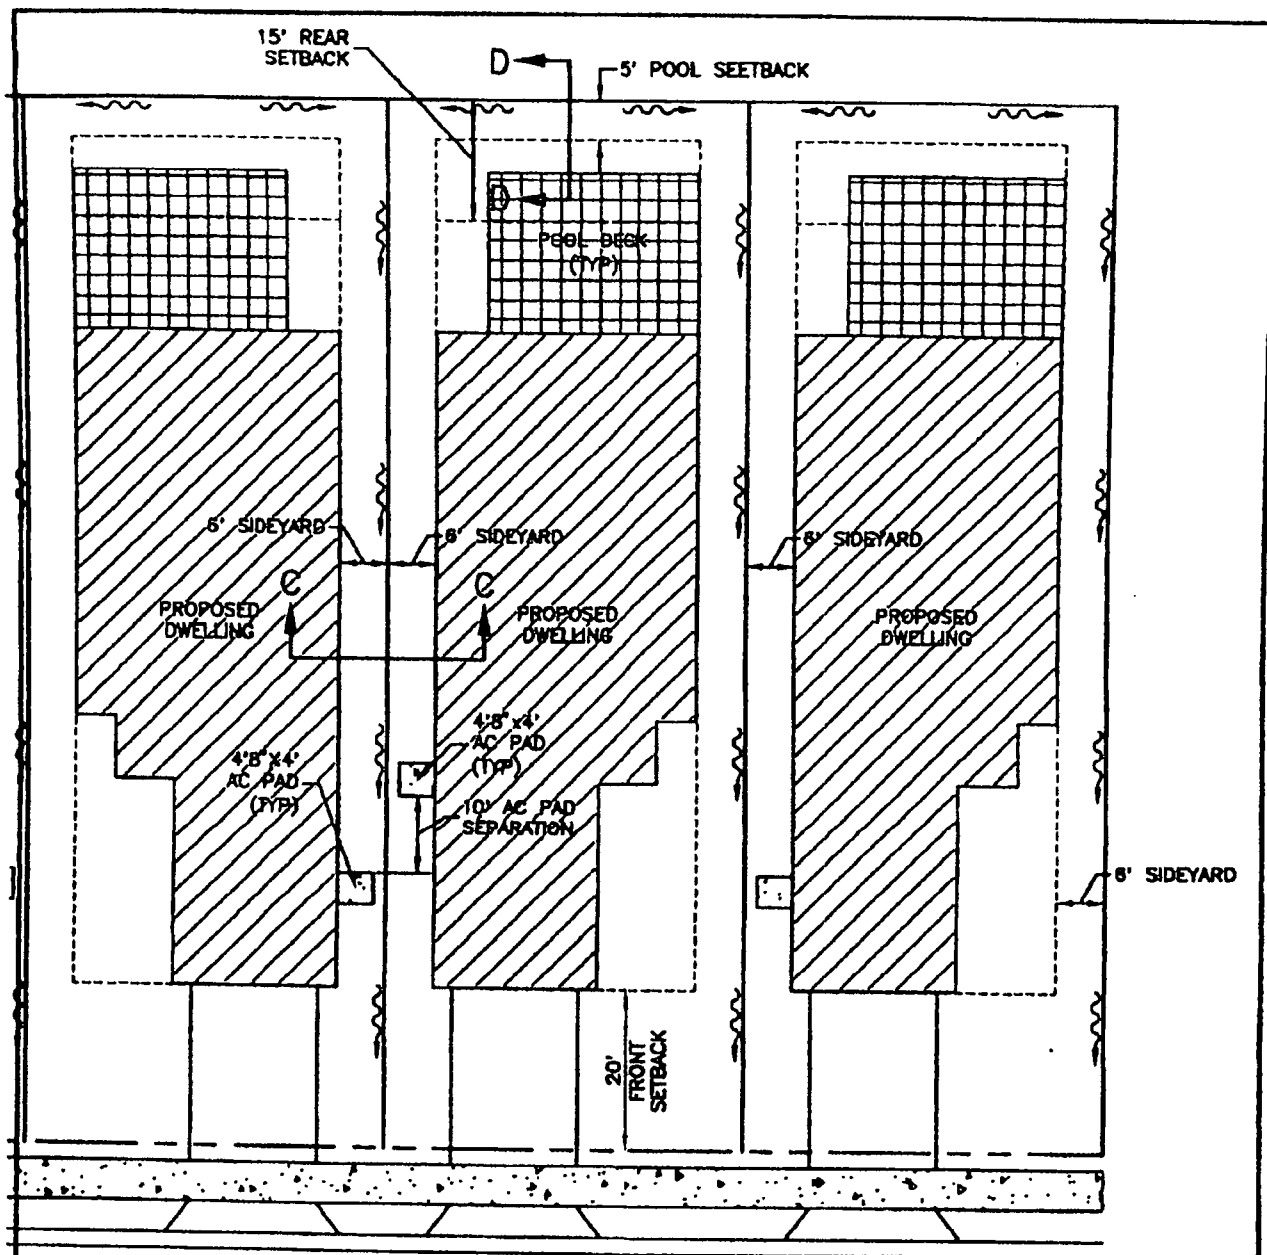 15' REAR
SETBACK
D
5' POOL SEETBACK
D
POOL DECK
(TYP)
6' SIDEYARD
6' SIDEYARD
6' SIDEYARD
C
C
PROPOSED
DWELLING
PROPOSED
DWELLING
PROPOSED
DWELLING
4'8"x4'
AC PAD
(TYP)
4'8"x4'
AC PAD
(TYP)
10' AC PAD
SEPARATION
6' SIDEYARD
20'
FRONT
SETBACK